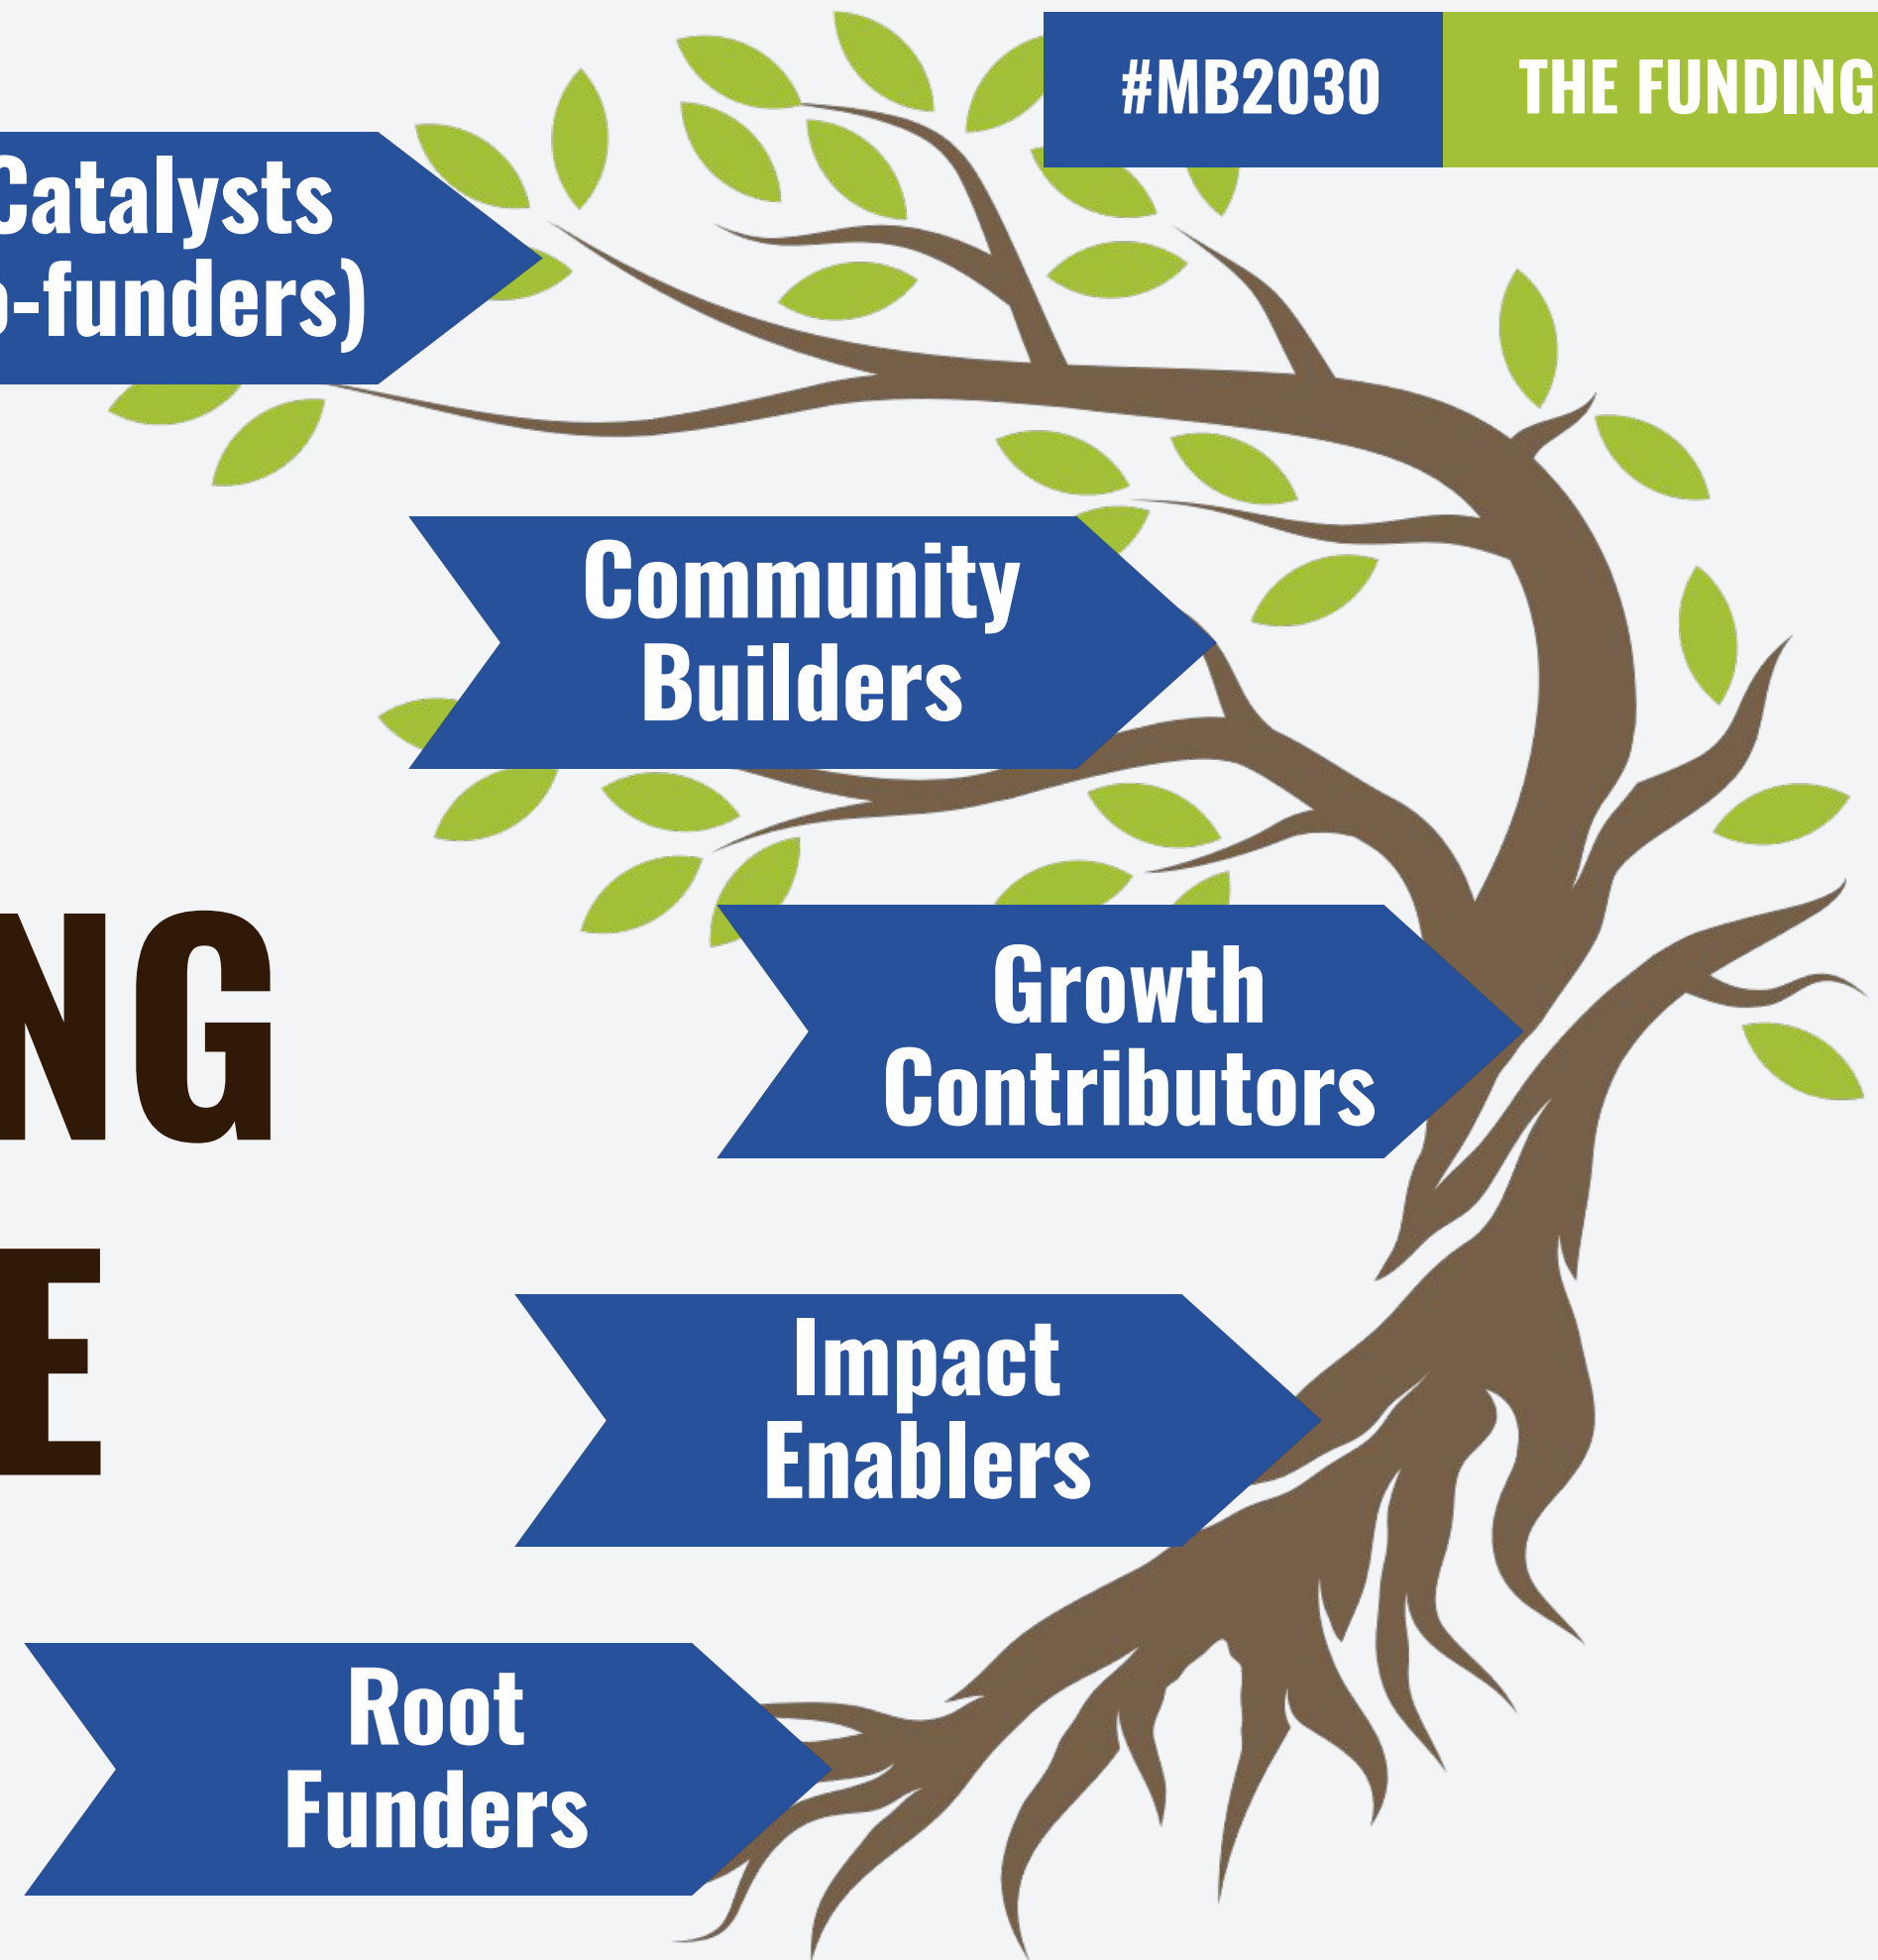 #MB2030
THE FUNDING
Catalysts
-funders)
Community
Builders
NG
Growth
Contributors
E
Impact
Enablers
Root
Funders